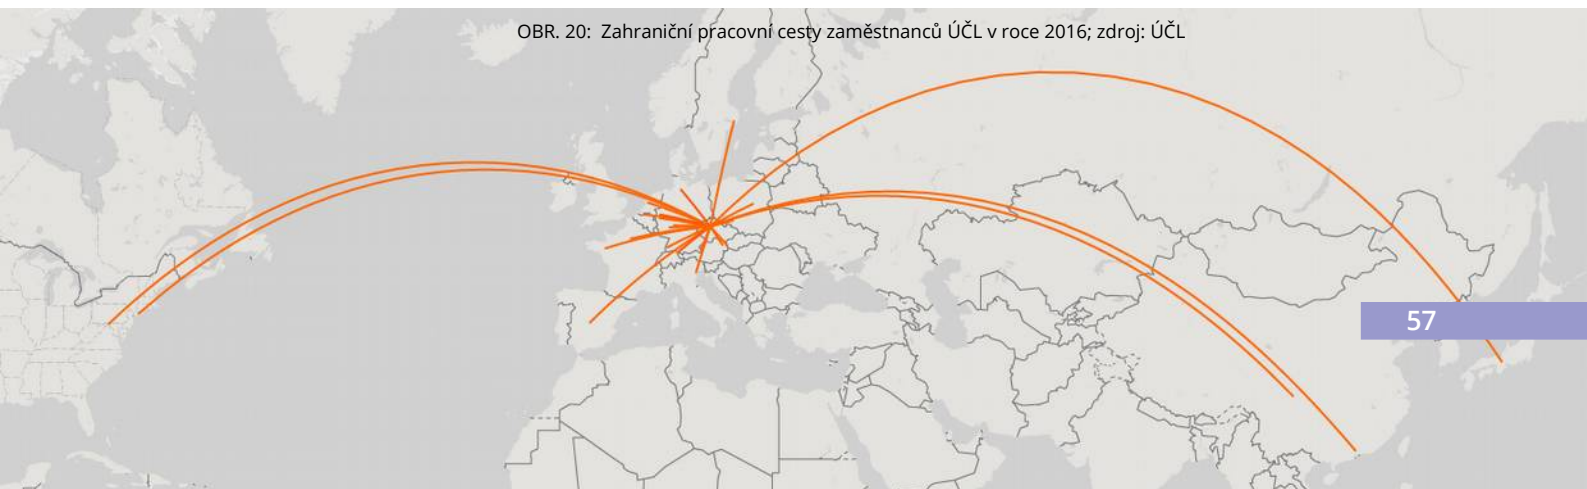 OBR. 20: Zahraniční pracovní cesty zaměstnanců ÚČL v roce 2016; zdroj: ÚČL
57